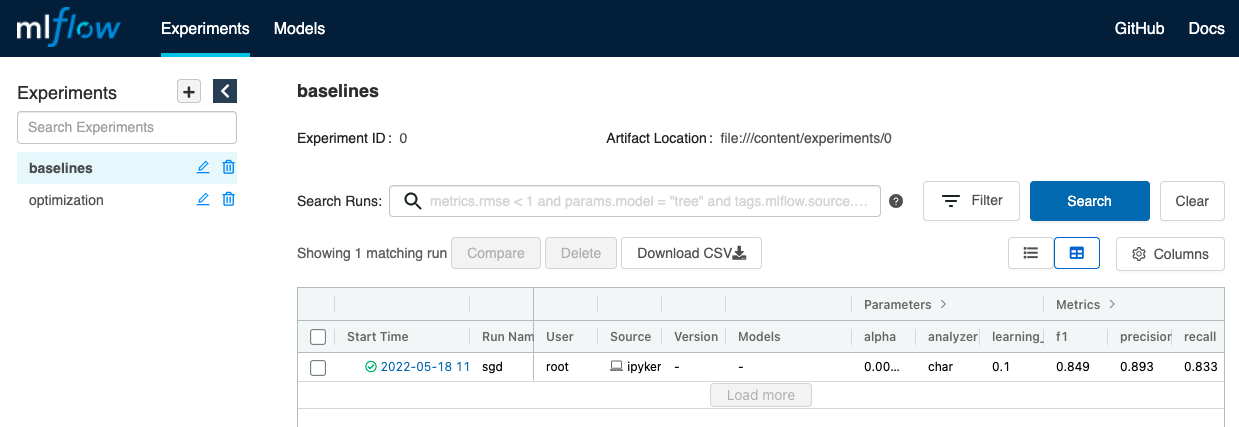 mlflow Experiments Models GitHub Docs
Experiments +
Search Experiments
baselines
optimization
baselines
Experiment ID : 0 Artifact Location : file:///content/experiments/0
Search Runs: metrics.rmse < 1 and params.model = "tree" and tags.mlflow.source.... ? Filter Search Clear
Showing 1 matching run Compare Delete Download CSV Columns
Parameters > Metrics >
Start Time Run Nam User Source Version Models alpha analyzer learning_ f1 precision recall
2022-05-18 11 sgd root ipyker - - 0.00... char 0.1 0.849 0.893 0.833
Load more